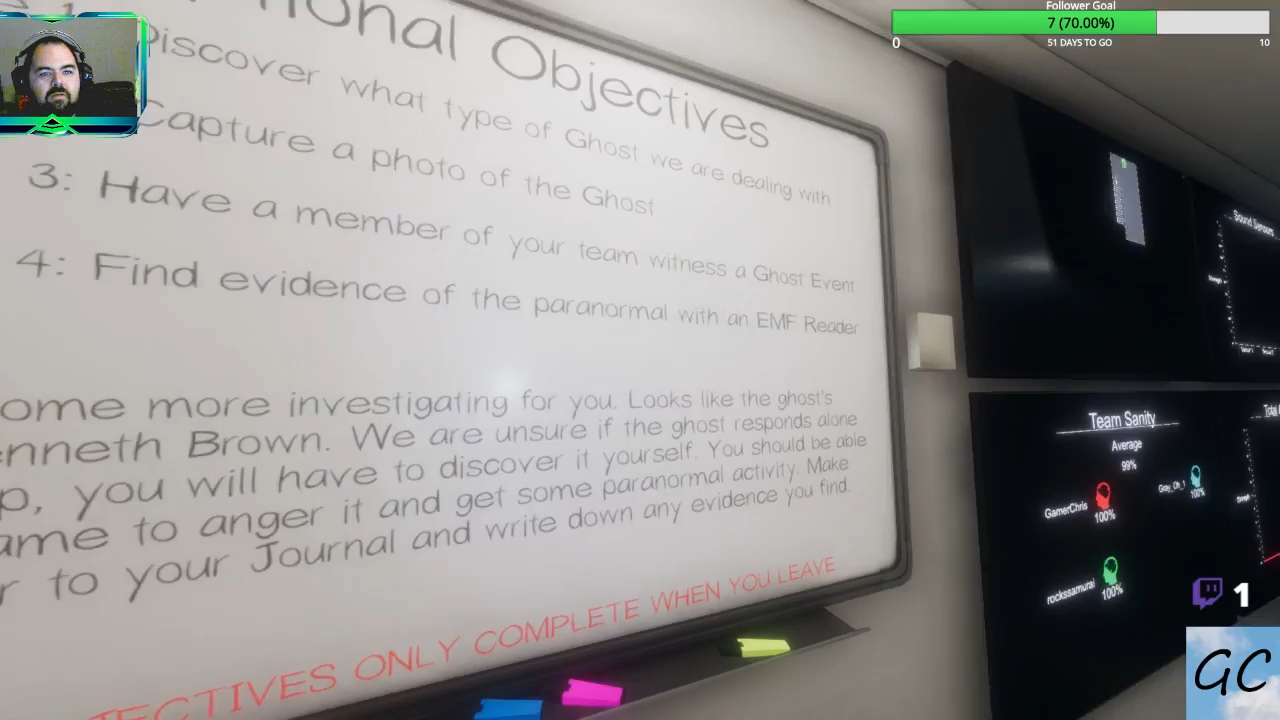 Follower Goal
7 (70.00%)
0
51 DAYS TO GO
10
Objectives
Discover what type of Ghost we are dealing with
Capture a photo of the Ghost
3: Have a member of your team witness a Ghost Event
4: Find evidence of the paranormal with an EMF Reader
ome more investigating for you. Looks like the ghost's
nneth Brown. We are unsure if the ghost responds alone
p, you will have to discover it yourself. You should be able
ame to anger it and get some paranormal activity. Make
r to your Journal and write down any evidence you find.
ECTIVES ONLY COMPLETE WHEN YOU LEAVE
Team Sanity
Average
99%
GamerChris
100%
100%
rockssamurai
100%
1
GC